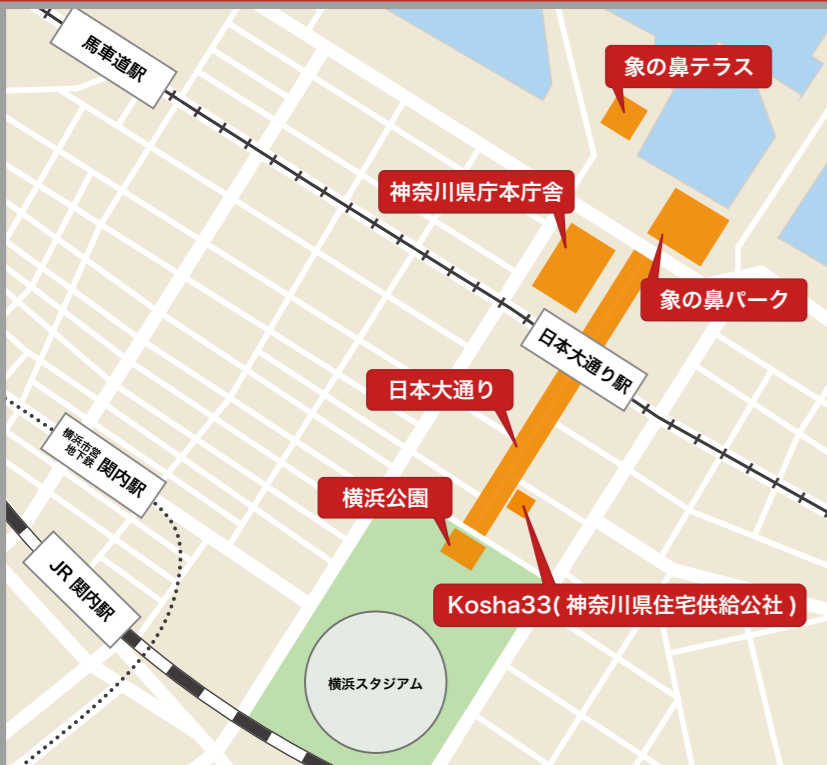 馬車道駅
象の鼻テラス
神奈川県庁本庁舎
象の鼻パーク
日本大通り駅
日本大通り
横浜市営
地下鉄 関内駅
横浜公園
JR 関内駅
Kosha33( 神奈川県住宅供給公社 )
横浜スタジアム